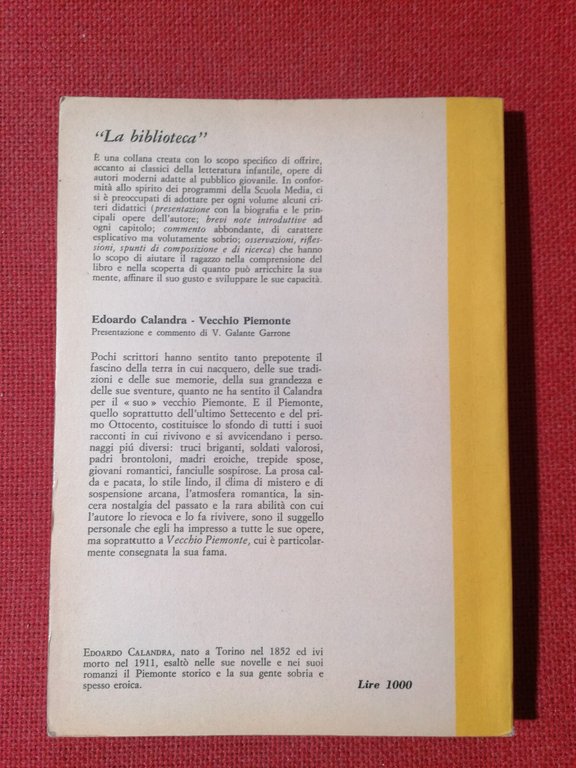 “La biblioteca”
È una collana creata con lo scopo specifico di offrire,
accanto ai classici della letteratura infantile, opere di
autori moderni adatte al pubblico giovanile. In confor-
mità allo spirito dei programmi della Scuola Media, ci
si è preoccupati di adottare per ogni volume alcuni cri-
teri didattici (presentazione con la biografia e le prin-
cipali opere dell'autore; brevi note introduttive ad
ogni capitolo; commento abbondante, di carattere
esplicativo ma volutamente sobrio; osservazioni, rifles-
sioni, spunti di composizione e di ricerca) che hanno
lo scopo di aiutare il ragazzo nella comprensione del
libro e nella scoperta di quanto può arricchire la sua
mente, affinare il suo gusto e sviluppare le sue capacità.
Edoardo Calandra - Vecchio Piemonte
Presentazione e commento di V. Galante Garrone
Pochi scrittori hanno sentito tanto prepotente il
fascino della terra in cui nacquero, delle sue tradi-
zioni e delle sue memorie, della sua grandezza e
delle sue sventure, quanto ne ha sentito il Calandra
per il « suo » vecchio Piemonte. E il Piemonte,
quello soprattutto dell'ultimo Settecento e del primo
Ottocento, costituisce lo sfondo di tutti i suoi
racconti in cui rivivono e si avvicendano i perso-
naggi piú diversi: truci briganti, soldati valorosi,
padri brontoloni, madri eroiche, trepide spose,
giovani romantici, fanciulle sospirose. La prosa cal-
da e pacata, lo stile lindo, il clima di mistero e di
sospensione arcana, l'atmosfera romantica, la sin-
cera nostalgia del passato e la rara abilità con cui
l'autore lo rievoca e lo fa rivivere, sono il suggello
personale che egli ha impresso a tutte le sue opere,
ma soprattutto a Vecchio Piemonte, cui è particolar-
mente consegnata la sua fama.
EDOARDO CALANDRA, nato a Torino nel 1852 ed ivi
morto nel 1911, esaltò nelle sue novelle e nei suoi
romanzi il Piemonte storico e la sua gente sobria e
spesso eroica.
Lire 1000